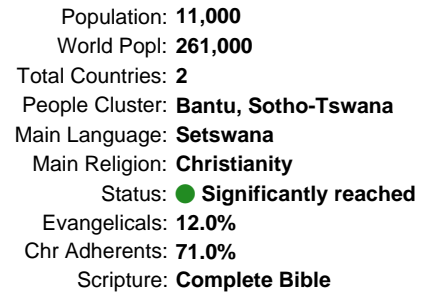 Population: 11,000
World Popl: 261,000
Total Countries: 2
People Cluster: Bantu, Sotho-Tswana
Main Language: Setswana
Main Religion: Christianity
Status: Significantly reached
Evangelicals: 12.0%
Chr Adherents: 71.0%
Scripture: Complete Bible